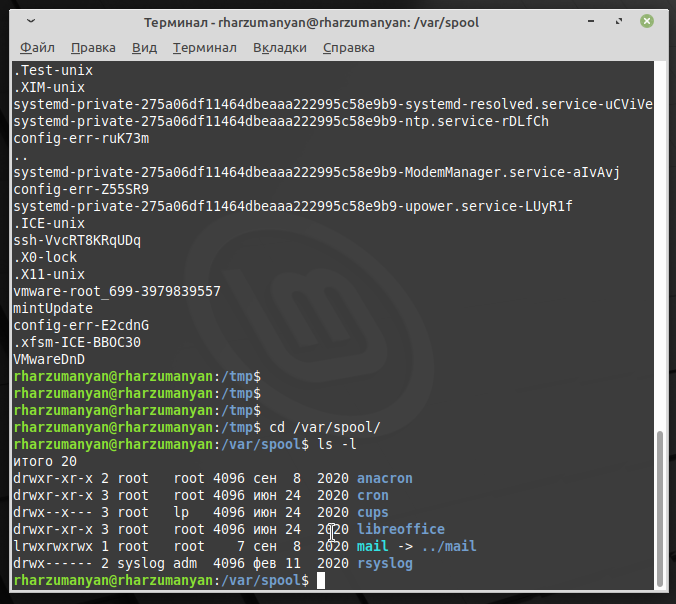 Терминал - rharzumanyan@rharzumanyan: /var/spool
Файл Правка Вид Терминал Вкладки Справка
.Test-unix
.XIM-unix
systemd-private-275a06df11464dbeaaa222995c58e9b9-systemd-resolved.service-uCViVe
systemd-private-275a06df11464dbeaaa222995c58e9b9-ntp.service-rDLfCh
config-err-ruK73m
..
systemd-private-275a06df11464dbeaaa222995c58e9b9-ModemManager.service-aIvAvj
config-err-Z55SR9
systemd-private-275a06df11464dbeaaa222995c58e9b9-upower.service-LUyR1f
.ICE-unix
ssh-VvcRT8KRqUDq
.X0-lock
.X11-unix
vmware-root_699-3979839557
mintUpdate
config-err-E2cdnG
.xfsm-ICE-BBOC30
VMwareDnD
rharzumanyan@rharzumanyan:/tmp$
rharzumanyan@rharzumanyan:/tmp$
rharzumanyan@rharzumanyan:/tmp$
rharzumanyan@rharzumanyan:/tmp$ cd /var/spool/
rharzumanyan@rharzumanyan:/var/spool$ ls -l
итого 20
drwxr-xr-x 2 root   root 4096 сен  8  2020 anacron
drwxr-xr-x 3 root   root 4096 июн 24  2020 cron
drwx--x--- 3 root   lp   4096 июн 24  2020 cups
drwxr-xr-x 3 root   root 4096 июн 24  2020 libreoffice
lrwxrwxrwx 1 root   root    7 сен  8  2020 mail -> ../mail
drwx------ 2 syslog adm  4096 фев 11  2020 rsyslog
rharzumanyan@rharzumanyan:/var/spool$